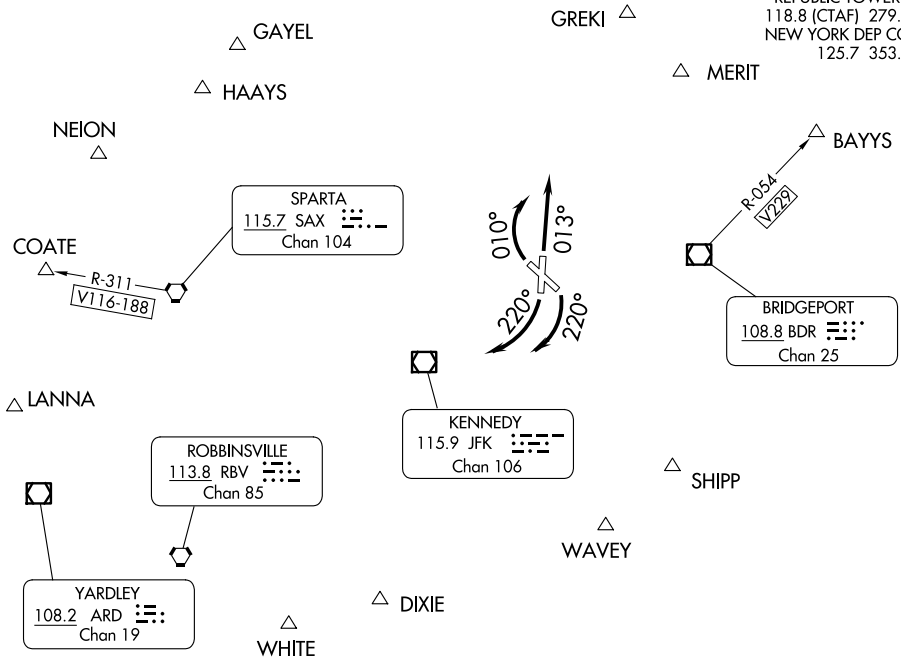 REPUBLIC TOWER
118.8 (CTAF) 279.
NEW YORK DEP CO
125.7 353.
GREKI
GAYEL
MERIT
HAAYS
NEION
BAYYS
R-054
V229
SPARTA
115.7 SAX
Chan 104
010°
013°
COATE
R-311
V116-188
220°
220°
BRIDGEPORT
108.8 BDR
Chan 25
LANNA
KENNEDY
115.9 JFK
Chan 106
ROBBINSVILLE
113.8 RBV
Chan 85
SHIPP
WAVEY
YARDLEY
108.2 ARD
Chan 19
DIXIE
WHITE